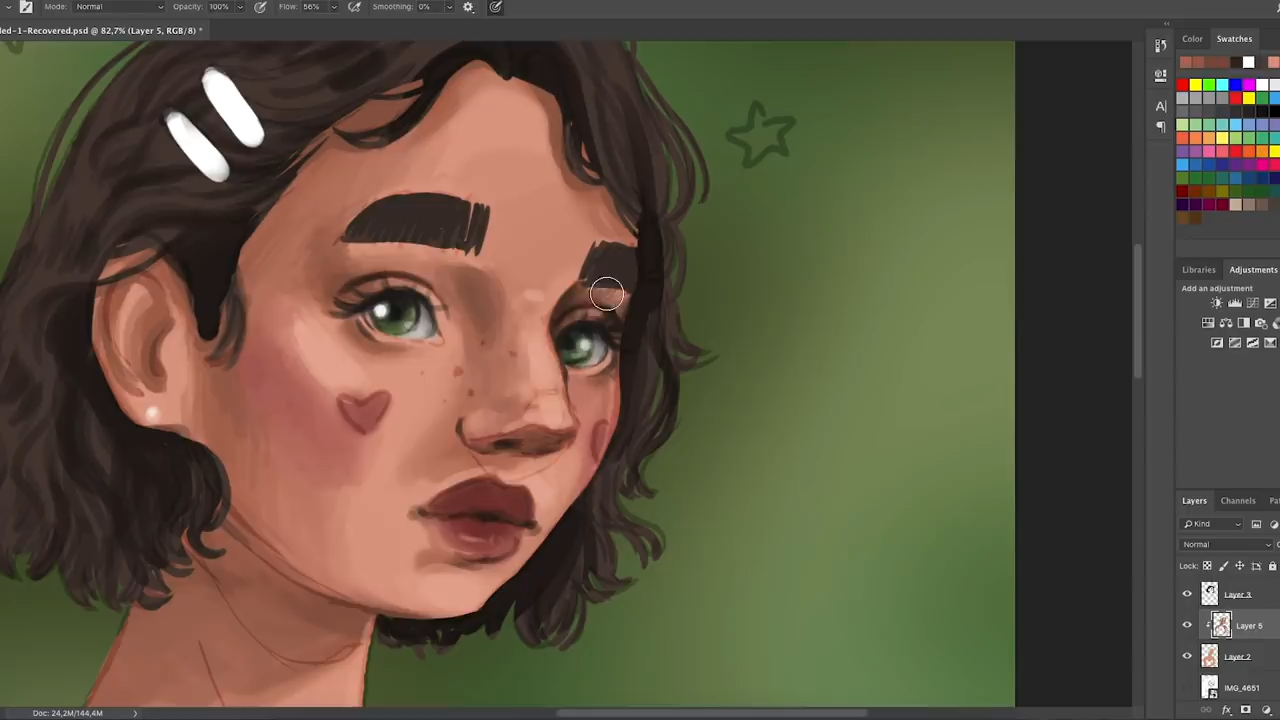 Mode: Normal Opacity: 100% Flow: 56% Smoothing: 0%
led-1-Recovered.psd @ 82,7% (Layer 5, RGB/8) *
Color Swatches
Libraries Adjustments
Add an adjustment
Layers Channels Pat
Kind
Normal
Lock:
Layer 3
Layer 5
Layer 2
IMG_4651
fx
Doc: 24,2M/144,4M